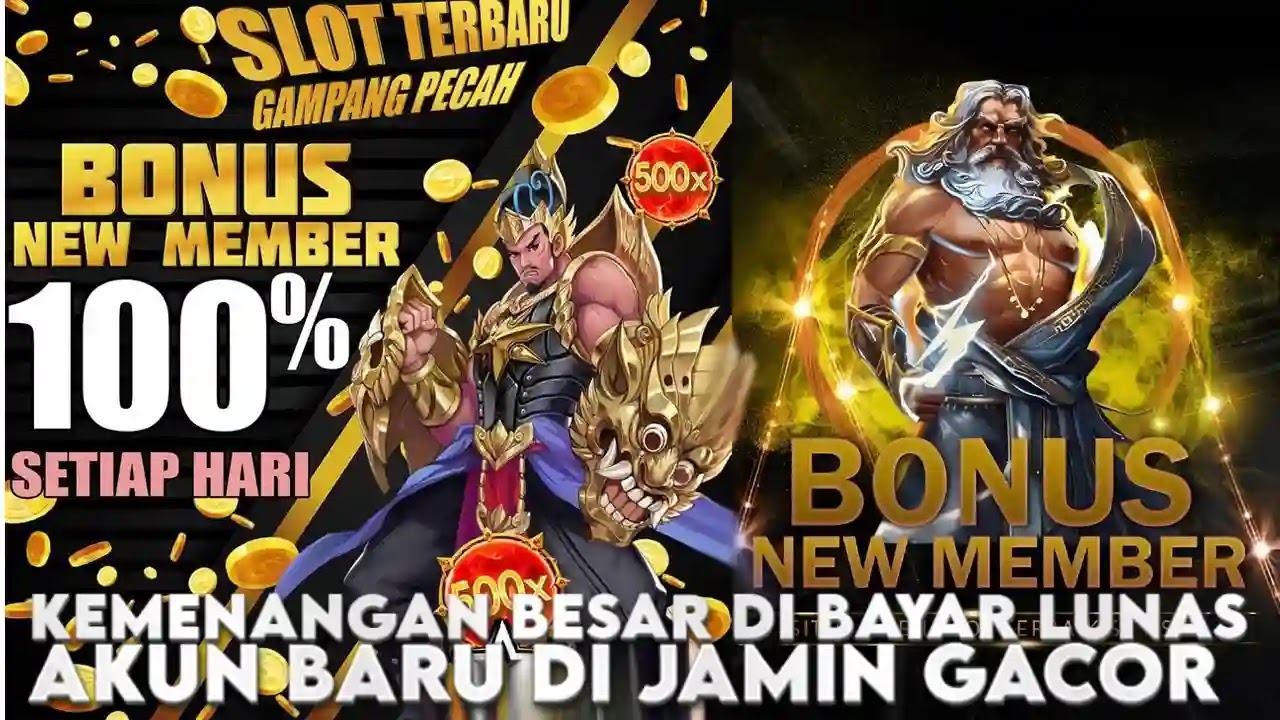 SLOT TERBARU
GAMPANG PECAH
BONUS
NEW MEMBER
100%
SETIAP HARI
500x
500x
BONUS
NEW MEMBER
KEMENANGAN BESAR DI BAYAR LUNAS
AKUN BARU DI JAMIN GACOR